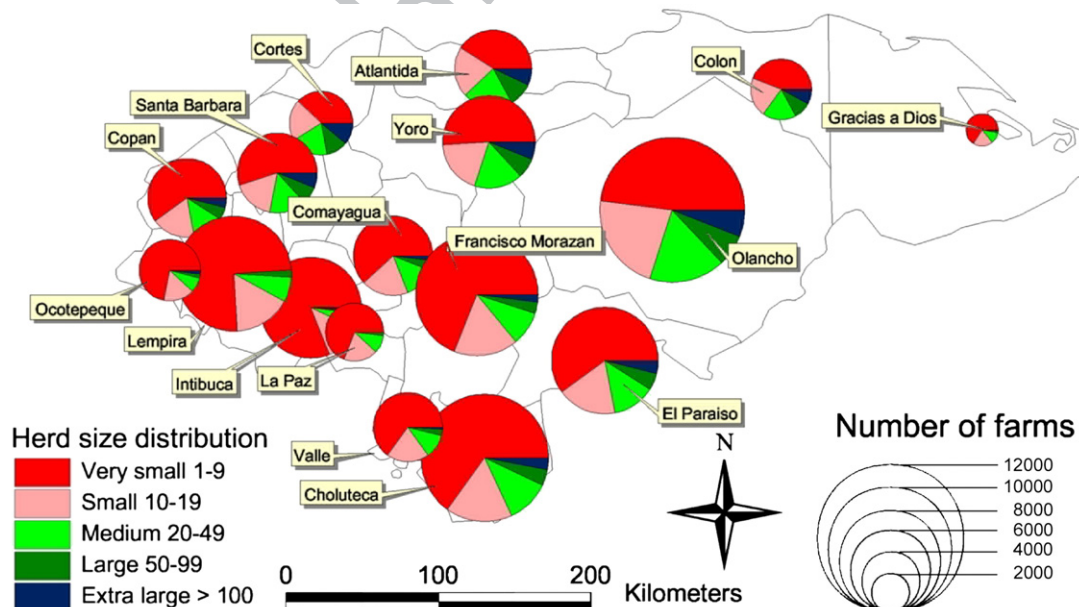 Cortes
Atlantida
Colon
Santa Barbara
Yoro
Gracias a Dios
Copan
Comayagua
Francisco Morazan
Olancho
Ocotepeque
Lempira
Intibuca
La Paz
El Paraiso
Valle
Choluteca
N
Herd size distribution
Very small 1-9
Small 10-19
Medium 20-49
Large 50-99
Extra large > 100
0 100 200
Kilometers
Number of farms
12000
10000
8000
6000
4000
2000